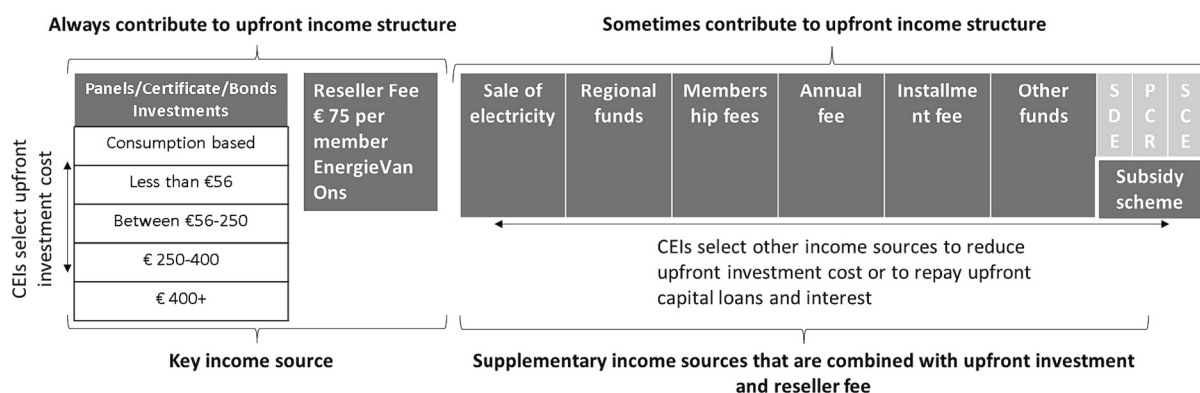 Always contribute to upfront income structure
Sometimes contribute to upfront income structure
Panels/Certificate/Bonds
Investments
Consumption based
Less than €56
Between €56-250
€ 250-400
€ 400+
CEIs select upfront
investment cost
Reseller Fee
€ 75 per
member
EnergieVan
Ons
Key income source
Sale of
electricity
Regional
funds
Members
hip fees
Annual
fee
Installme
nt fee
Other
funds
S
D
E
P
C
R
S
C
E
Subsidy
scheme
CEIs select other income sources to reduce
upfront investment cost or to repay upfront
capital loans and interest
Supplementary income sources that are combined with upfront investment
and reseller fee